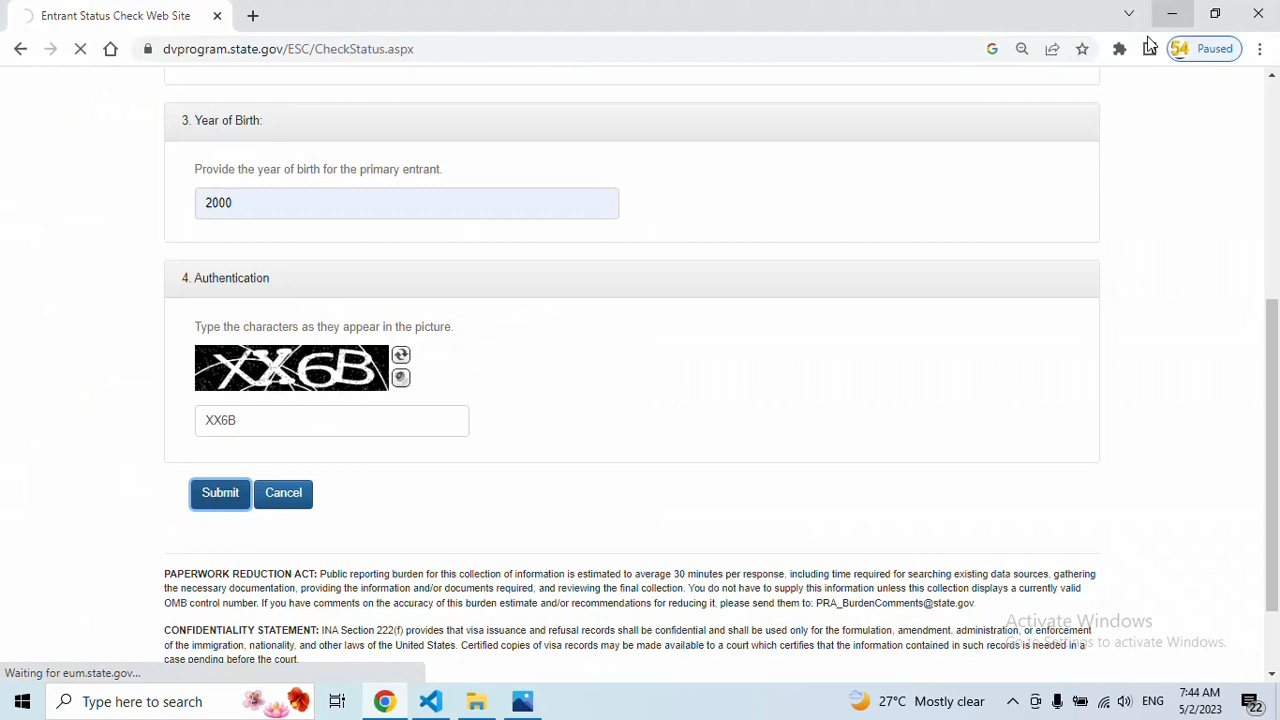 Entrant Status Check Web Site
dvprogram.state.gov/ESC/CheckStatus.aspx
54 Paused
3. Year of Birth:
Provide the year of birth for the primary entrant.
2000
4. Authentication
Type the characters as they appear in the picture.
XX6B
XX6B
Submit Cancel
PAPERWORK REDUCTION ACT: Public reporting burden for this collection of information is estimated to average 30 minutes per response, including time required for searching existing data sources, gathering
the necessary documentation, providing the information and/or documents required, and reviewing the final collection. You do not have to supply this information unless this collection displays a currently valid
OMB control number. If you have comments on the accuracy of this burden estimate and/or recommendations for reducing it, please send them to: PRA_BurdenComments@state.gov.
CONFIDENTIALITY STATEMENT: INA Section 222(f) provides that visa issuance and refusal records shall be confidential and shall be used only for the formulation, amendment, administration, or enforcement
of the immigration, nationality, and other laws of the United States. Certified copies of visa records may be made available to a court which certifies that the information contained in such records is needed in a
case pending before the court.
Activate Windows
Go to Settings to activate Windows.
Waiting for eum.state.gov...
Type here to search
27°C Mostly clear
ENG
7:44 AM
5/2/2023
22